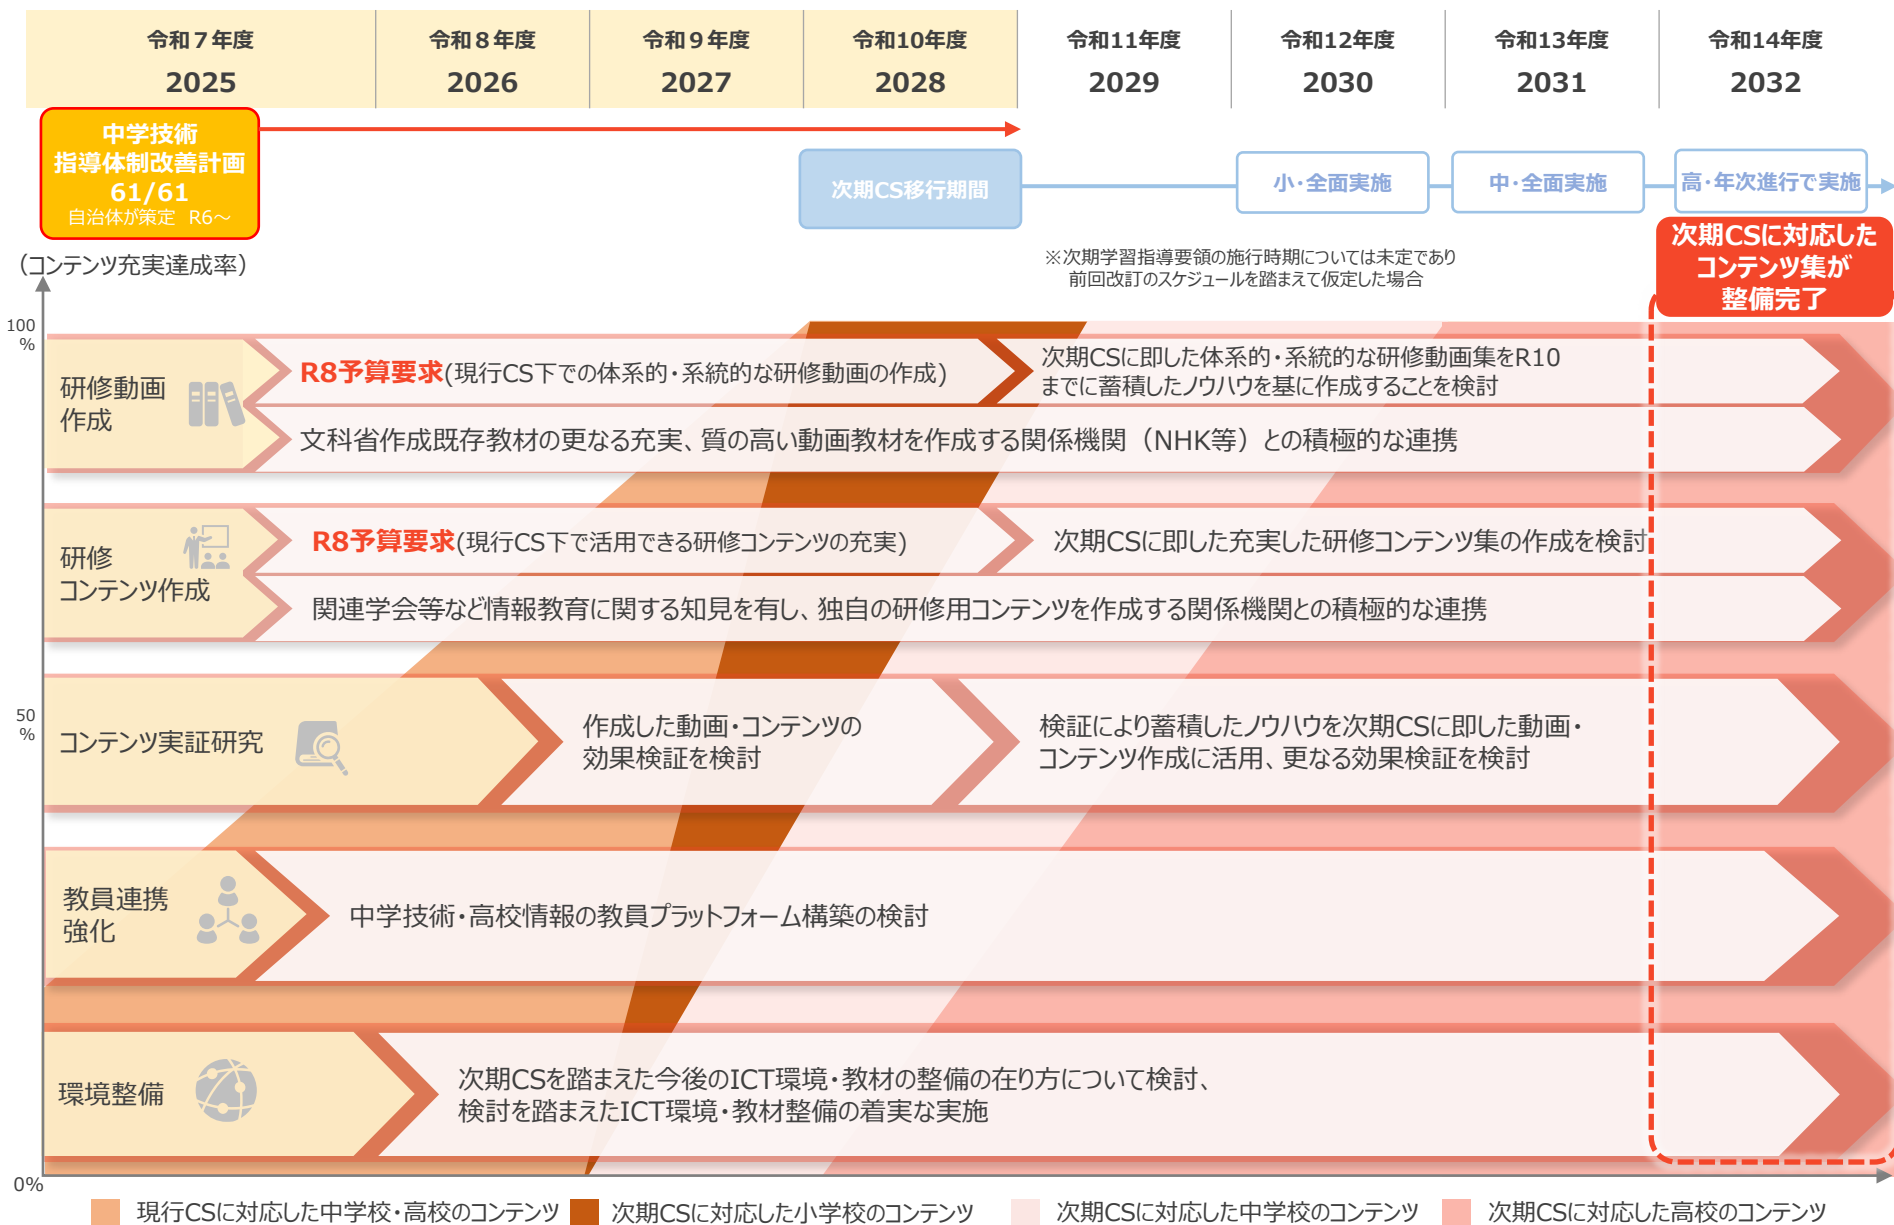 令和７年度
2025
令和８年度
2026
令和９年度
2027
令和10年度
2028
令和11年度
2029
令和12年度
2030
令和13年度
2031
令和14年度
2032
中学技術
指導体制改善計画
61/61
自治体が策定 R6～
次期CS移行期間
小・全面実施
中・全面実施
高・年次進行で実施
※次期学習指導要領の施行時期については未定であり
前回改訂のスケジュールを踏まえて仮定した場合
次期CSに対応した
コンテンツ集が
整備完了
（コンテンツ充実達成率）
100
%
研修動画
作成
R8予算要求(現行CS下での体系的・系統的な研修動画の作成)
次期CSに即した体系的・系統的な研修動画集をR10
までに蓄積したノウハウを基に作成することを検討
文科省作成既存教材の更なる充実、質の高い動画教材を作成する関係機関（NHK等）との積極的な連携
研修
コンテンツ作成
R8予算要求(現行CS下で活用できる研修コンテンツの充実)
次期CSに即した充実した研修コンテンツ集の作成を検討
関連学会等など情報教育に関する知見を有し、独自の研修用コンテンツを作成する関係機関との積極的な連携
50
%
コンテンツ実証研究
作成した動画・コンテンツの
効果検証を検討
検証により蓄積したノウハウを次期CSに即した動画・
コンテンツ作成に活用、更なる効果検証を検討
教員連携
強化
中学技術・高校情報の教員プラットフォーム構築の検討
環境整備
次期CSを踏まえた今後のICT環境・教材の整備の在り方について検討、
検討を踏まえたICT環境・教材整備の着実な実施
0%
現行CSに対応した中学校・高校のコンテンツ
次期CSに対応した小学校のコンテンツ
次期CSに対応した中学校のコンテンツ
次期CSに対応した高校のコンテンツ